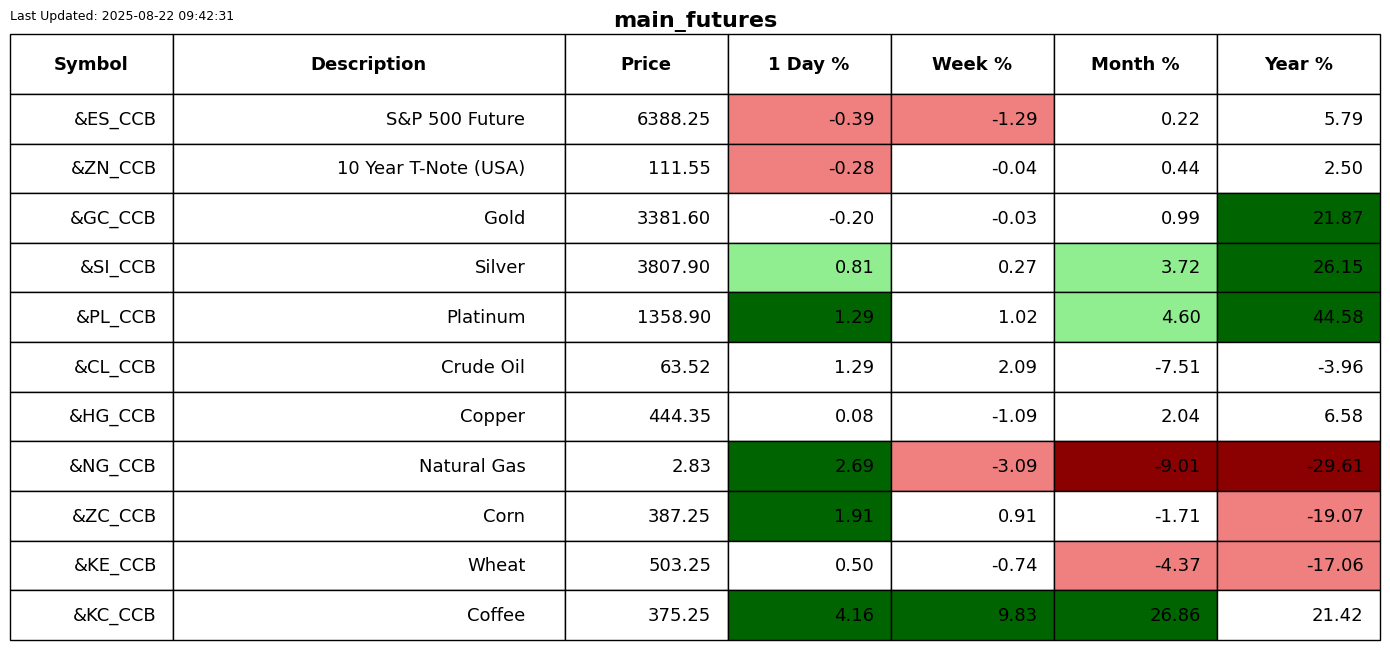 Last Updated: 2025-08-22 09:42:31
main_futures
Symbol Description Price 1 Day % Week % Month % Year %
&ES_CCB S&P 500 Future 6388.25 -0.39 -1.29 0.22 5.79
&ZN_CCB 10 Year T-Note (USA) 111.55 -0.28 -0.04 0.44 2.50
&GC_CCB Gold 3381.60 -0.20 -0.03 0.99 21.87
&SI_CCB Silver 3807.90 0.81 0.27 3.72 26.15
&PL_CCB Platinum 1358.90 1.29 1.02 4.60 44.58
&CL_CCB Crude Oil 63.52 1.29 2.09 -7.51 -3.96
&HG_CCB Copper 444.35 0.08 -1.09 2.04 6.58
&NG_CCB Natural Gas 2.83 2.69 -3.09 -9.01 -29.61
&ZC_CCB Corn 387.25 1.91 0.91 -1.71 -19.07
&KE_CCB Wheat 503.25 0.50 -0.74 -4.37 -17.06
&KC_CCB Coffee 375.25 4.16 9.83 26.86 21.42